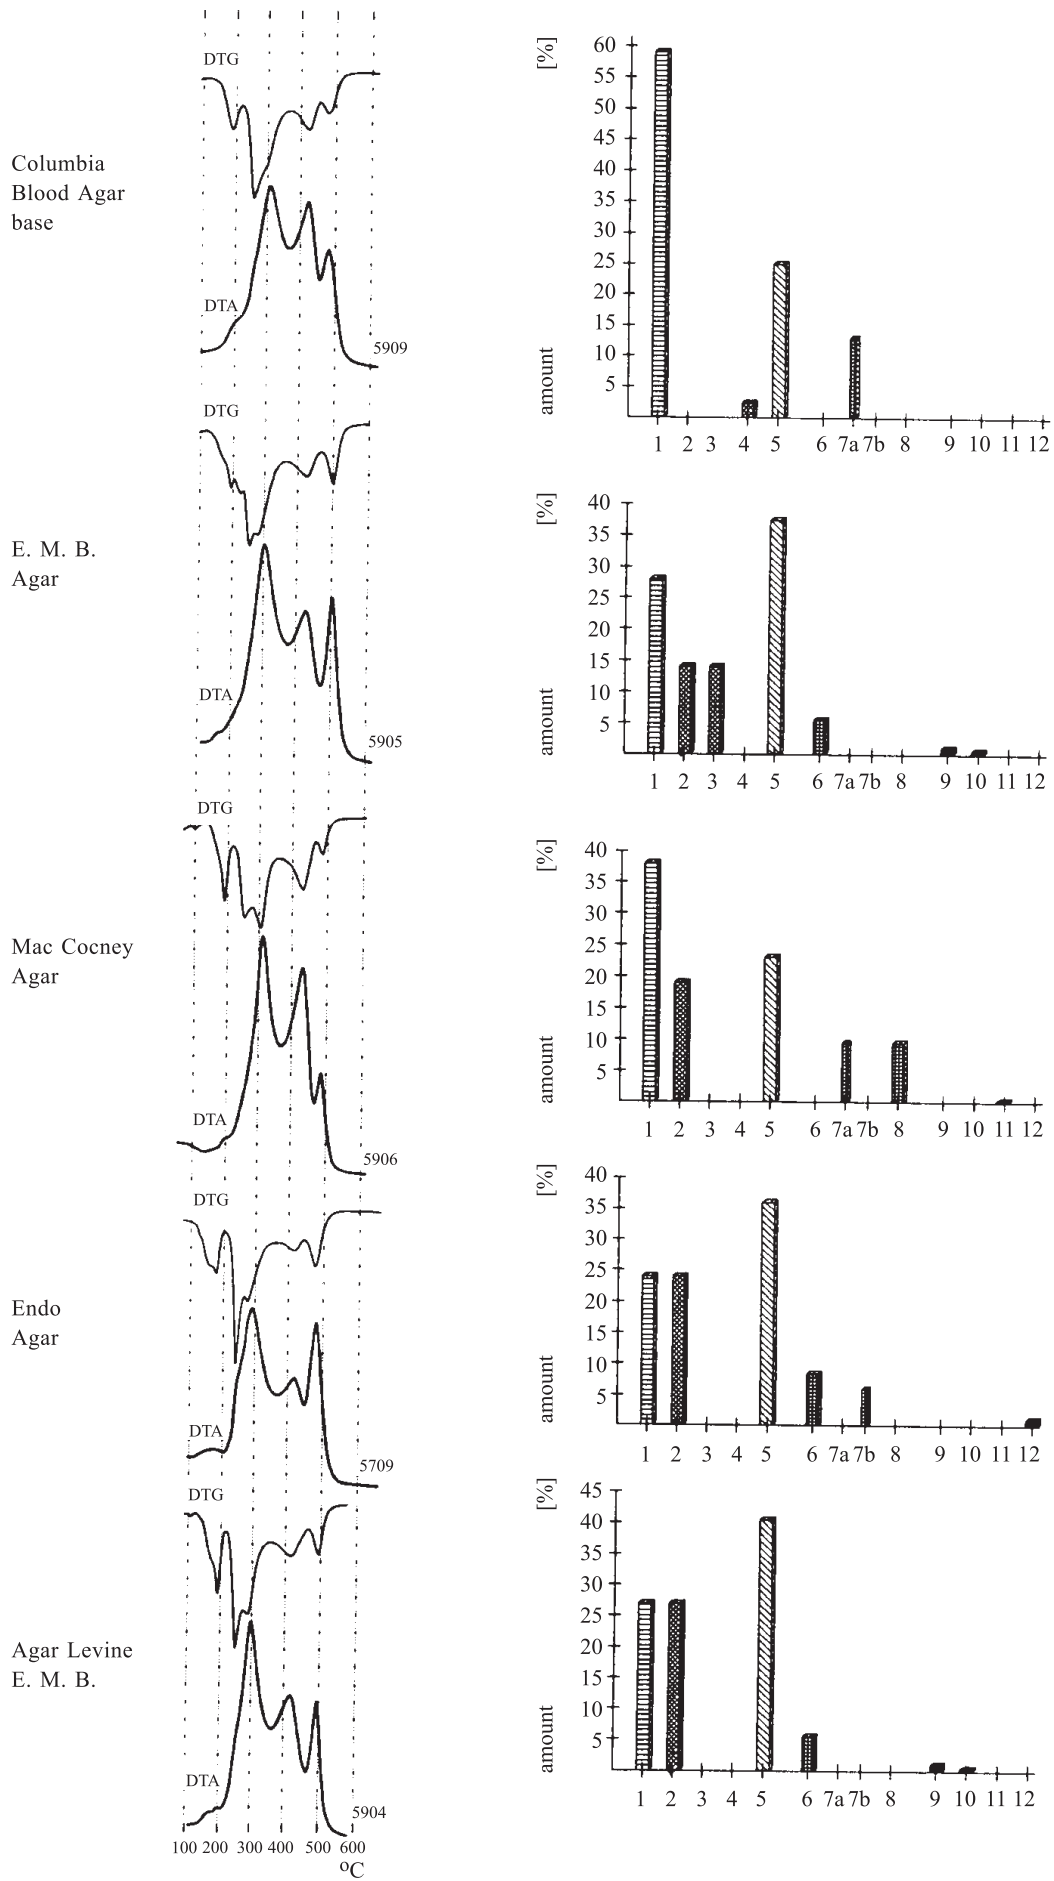 DTG
Columbia
Blood Agar
base
DTA
5909
[%]
amount
60
55
50
45
40
35
30
25
20
15
10
5
1 2 3 4 5 6 7a 7b 8 9 10 11 12
DTG
E. M. B.
Agar
DTA
5905
[%]
amount
40
35
30
25
20
15
10
5
1 2 3 4 5 6 7a 7b 8 9 10 11 12
DTG
Mac Cocney
Agar
DTA
5906
[%]
amount
40
35
30
25
20
15
10
5
1 2 3 4 5 6 7a 7b 8 9 10 11 12
DTG
Endo
Agar
DTA
5709
[%]
amount
40
35
30
25
20
15
10
5
1 2 3 4 5 6 7a 7b 8 9 10 11 12
DTG
Agar Levine
E. M. B.
DTA
5904
100 200 300 400 500 600
°C
[%]
amount
45
40
35
30
25
20
15
10
5
1 2 3 4 5 6 7a 7b 8 9 10 11 12